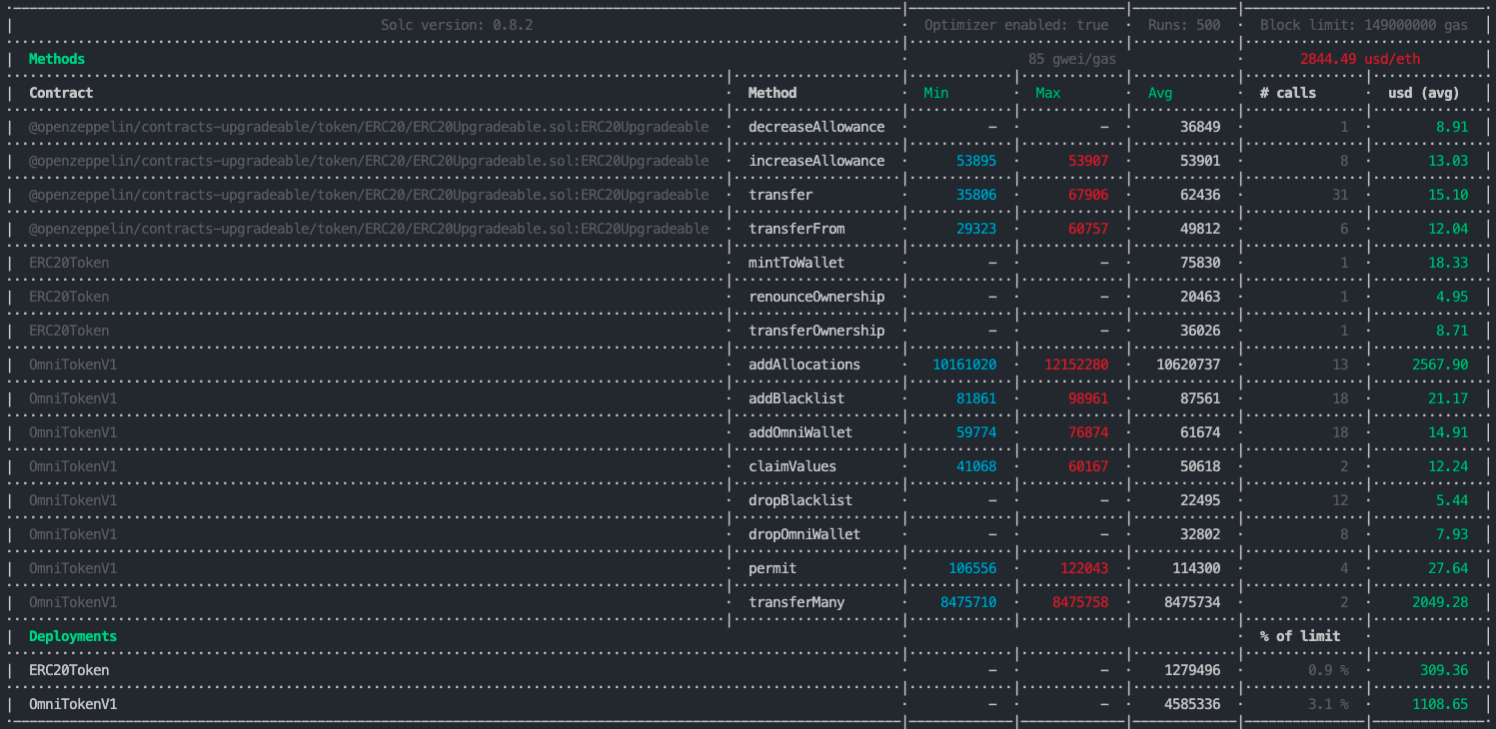 Solc version: 0.8.2 · Optimizer enabled: true · Runs: 500 · Block limit: 149000000 gas
Methods · 85 gwei/gas · 2844.49 usd/eth
Contract · Method · Min · Max · Avg · # calls · usd (avg)
@openzeppelin/contracts-upgradeable/token/ERC20/ERC20Upgradeable.sol:ERC20Upgradeable · decreaseAllowance · – · – · 36849 · 1 · 8.91
@openzeppelin/contracts-upgradeable/token/ERC20/ERC20Upgradeable.sol:ERC20Upgradeable · increaseAllowance · 53895 · 53907 · 53901 · 8 · 13.03
@openzeppelin/contracts-upgradeable/token/ERC20/ERC20Upgradeable.sol:ERC20Upgradeable · transfer · 35806 · 67906 · 62436 · 31 · 15.10
@openzeppelin/contracts-upgradeable/token/ERC20/ERC20Upgradeable.sol:ERC20Upgradeable · transferFrom · 29323 · 60757 · 49812 · 6 · 12.04
ERC20Token · mintToWallet · – · – · 75830 · 1 · 18.33
ERC20Token · renounceOwnership · – · – · 20463 · 1 · 4.95
ERC20Token · transferOwnership · – · – · 36026 · 1 · 8.71
OmniTokenV1 · addAllocations · 10161020 · 12152280 · 10620737 · 13 · 2567.90
OmniTokenV1 · addBlacklist · 81861 · 98961 · 87561 · 18 · 21.17
OmniTokenV1 · addOmniWallet · 59774 · 76874 · 61674 · 18 · 14.91
OmniTokenV1 · claimValues · 41068 · 60167 · 50618 · 2 · 12.24
OmniTokenV1 · dropBlacklist · – · – · 22495 · 12 · 5.44
OmniTokenV1 · dropOmniWallet · – · – · 32802 · 8 · 7.93
OmniTokenV1 · permit · 106556 · 122043 · 114300 · 4 · 27.64
OmniTokenV1 · transferMany · 8475710 · 8475758 · 8475734 · 2 · 2049.28
Deployments · % of limit
ERC20Token · – · – · 1279496 · 0.9 % · 309.36
OmniTokenV1 · – · – · 4585336 · 3.1 % · 1108.65